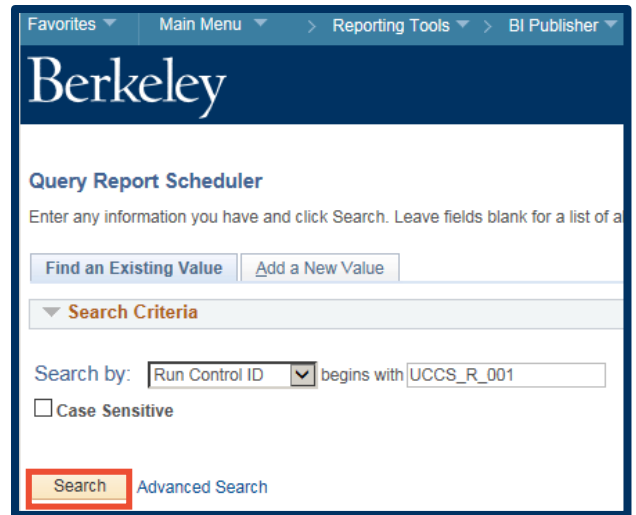 Favorites Main Menu > Reporting Tools > BI Publisher
Berkeley
Query Report Scheduler
Enter any information you have and click Search. Leave fields blank for a list of a
Find an Existing Value Add a New Value
Search Criteria
Search by: Run Control ID begins with UCCS_R_001
Case Sensitive
Search Advanced Search